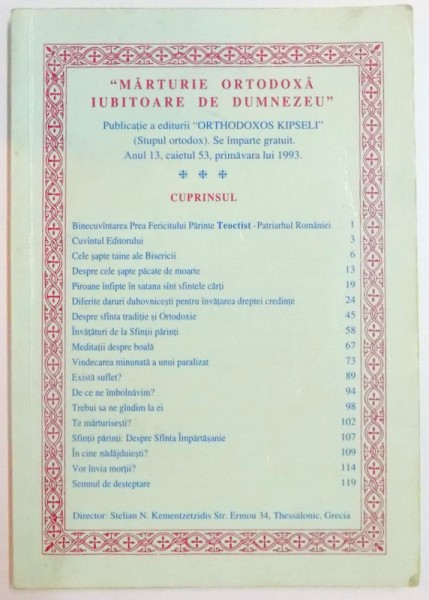 “MĂRTURIE ORTODOXĂ
IUBITOARE DE DUMNEZEU”
Publicație a editurii “ORTHODOXOS KIPSELI”
(Stupul ortodox). Se împarte gratuit.
Anul 13, caietul 53, primăvara lui 1993.
CUPRINSUL
Binecuvîntarea Prea Fericitului Părinte Teoctist - Patriarhul României 1
Cuvîntul Editorului 3
Cele șapte taine ale Bisericii 6
Despre cele șapte păcate de moarte 13
Piroane înfipte în satana sînt sfintele cărți 19
Diferite daruri duhovnicești pentru învățarea dreptei credințe 24
Despre sfînta tradiție și Ortodoxie 45
Învățături de la Sfinții părinți 58
Meditații despre boală 67
Vindecarea minunată a unui paralizat 73
Există suflet? 89
De ce ne îmbolnăvim? 94
Trebui sa ne gîndim la ei 98
Te mărturisești? 102
Sfinții părinți: Despre Sfînta Împărtășanie 107
În cine nădăjduiești? 109
Vor învia morții? 114
Semnul de deșteptare 119
Director: Stelian N. Kementzetzidis Str. Ermou 34, Thessalonic, Grecia